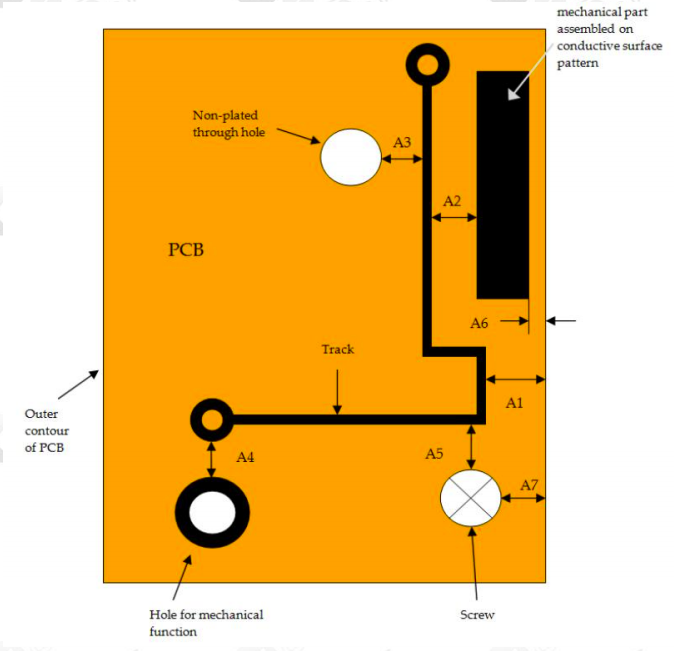 mechanical part
assembled on
conductive surface
pattern
Non-plated
through hole
A3
A2
PCB
A6
Track
A1
Outer
contour
of PCB
A4
A5
A7
Hole for mechanical
function
Screw